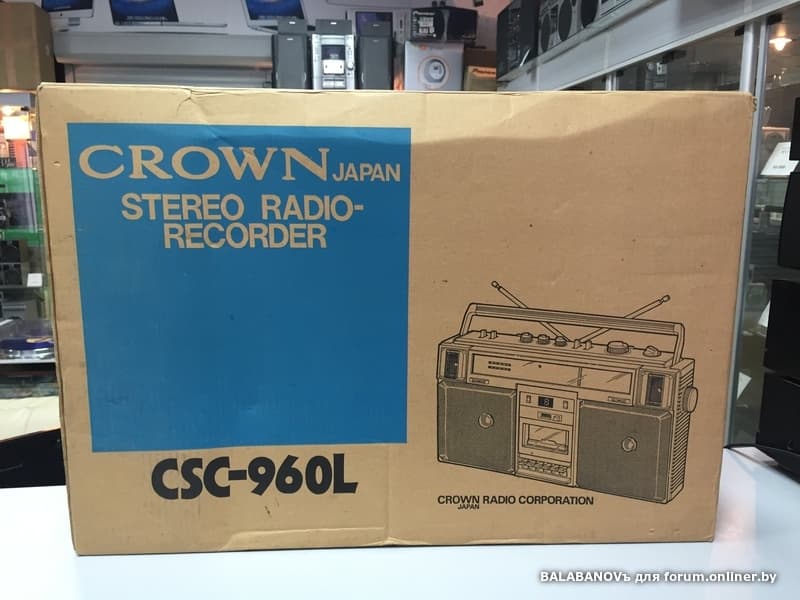 CROWN JAPAN
STEREO RADIO-
RECORDER
CSC-960L
CROWN RADIO CORPORATION
JAPAN
BALABANOVъ для forum.onliner.by